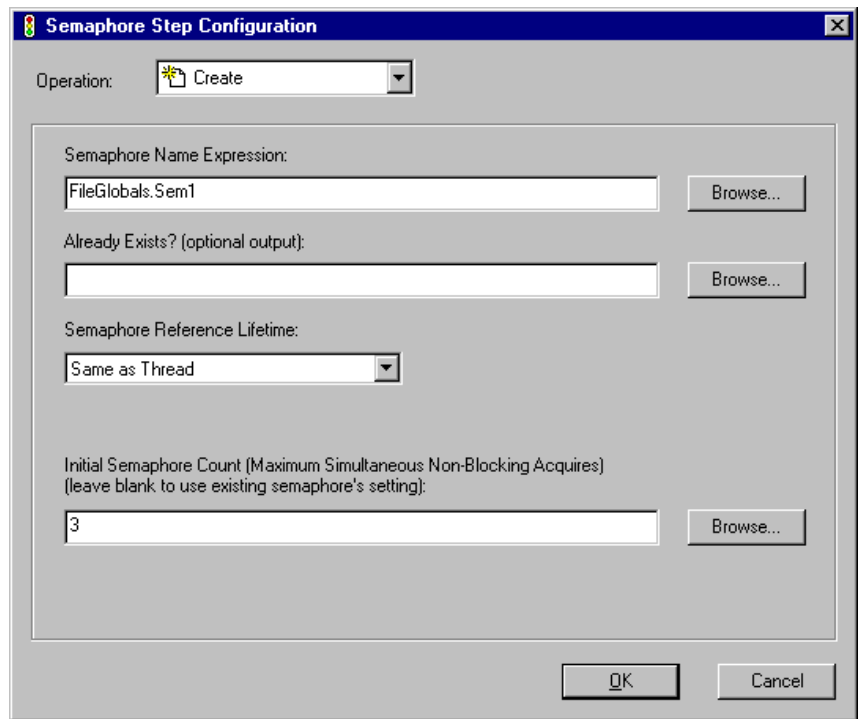 Semaphore Step Configuration
Operation: Create
Semaphore Name Expression:
FileGlobals.Sem1 Browse...
Already Exists? (optional output):
Browse...
Semaphore Reference Lifetime:
Same as Thread
Initial Semaphore Count (Maximum Simultaneous Non-Blocking Acquires)
(leave blank to use existing semaphore's setting):
3 Browse...
OK Cancel